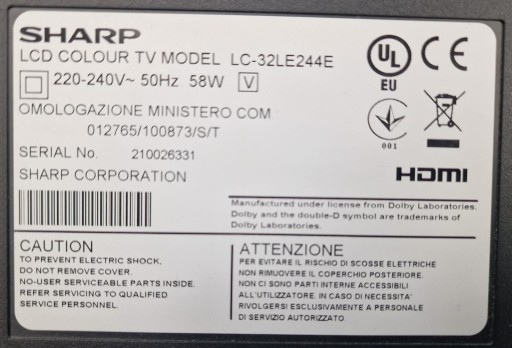 SHARP
LCD COLOUR TV MODEL LC-32LE244E
220-240V~ 50Hz 58W V
OMOLOGAZIONE MINISTERO COM
012765/100873/S/T
SERIAL No. 210026331
SHARP CORPORATION
UL CE
EU
001
HDMI
Manufactured under license from Dolby Laboratories.
Dolby and the double-D symbol are trademarks of
Dolby Laboratories.
CAUTION
TO PREVENT ELECTRIC SHOCK,
DO NOT REMOVE COVER.
NO-USER SERVICEABLE PARTS INSIDE.
REFER SERVICING TO QUALIFIED
SERVICE PERSONNEL.
ATTENZIONE
PER EVITARE IL RISCHIO DI SCOSSE ELETTRICHE
NON RIMUOVERE IL COPERCHIO POSTERIORE.
NON CI SONO PARTI INTERNE ACCESSIBILI
ALL'UTILIZZATORE. IN CASO DI NECESSITA'
RIVOLGERSI ESCLUSIVAMENTE A PERSONALE
DI SERVIZIO AUTORIZZATO.